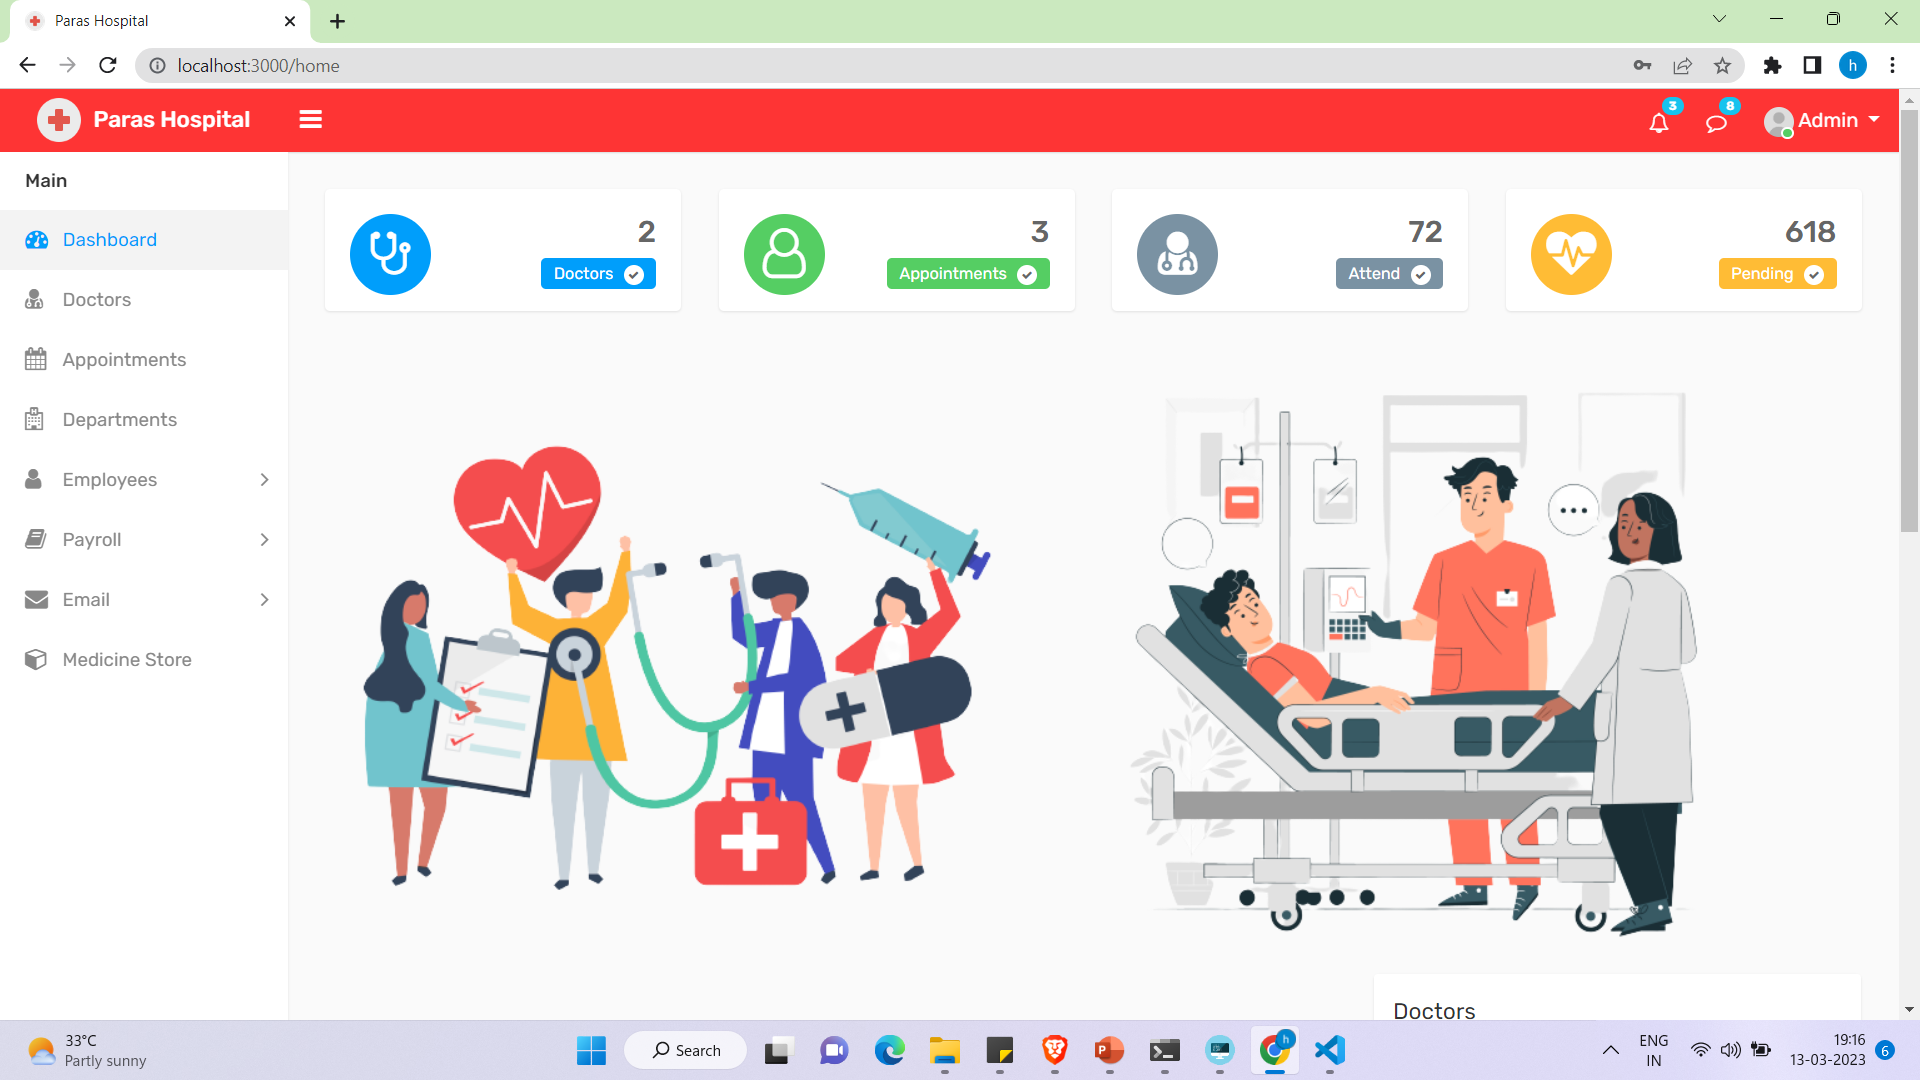 Paras Hospital
localhost:3000/home
h
Paras Hospital
3
8
Admin
Main
Dashboard
Doctors
Appointments
Departments
Employees
Payroll
Email
Medicine Store
2
Doctors
3
Appointments
72
Attend
618
Pending
Doctors
33°C
Partly sunny
Search
h
ENG
IN
19:16
13-03-2023
6